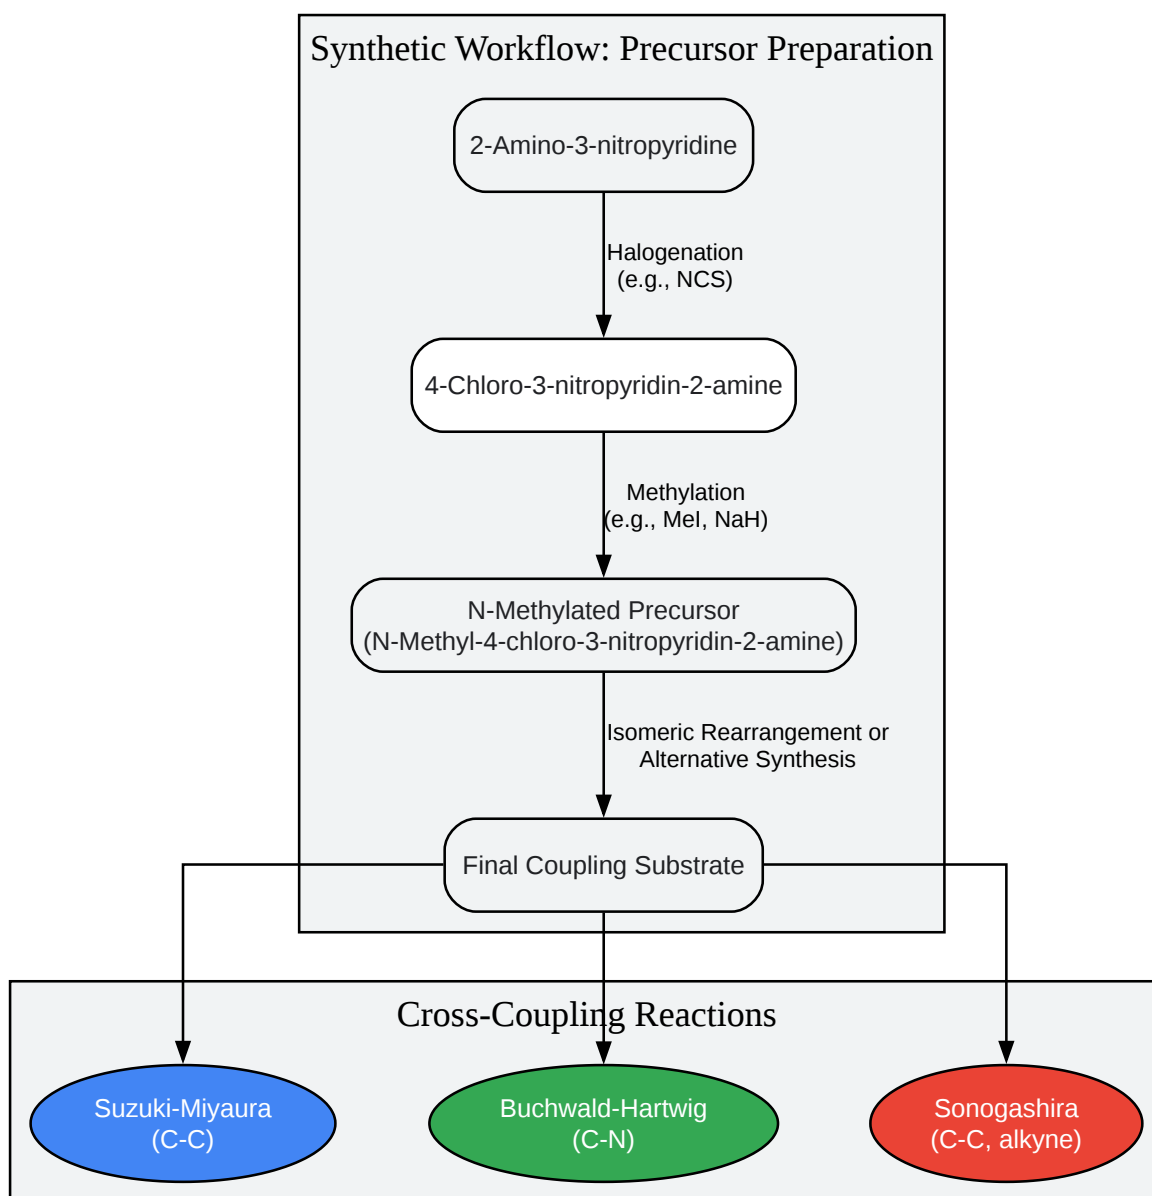 Synthetic Workflow: Precursor Preparation
2-Amino-3-nitropyridine
Halogenation
(e.g., NCS)
4-Chloro-3-nitropyridin-2-amine
Methylation
(e.g., MeI, NaH)
N-Methylated Precursor
(N-Methyl-4-chloro-3-nitropyridin-2-amine)
Isomeric Rearrangement or
Alternative Synthesis
Final Coupling Substrate
Cross-Coupling Reactions
Suzuki-Miyaura
(C-C)
Buchwald-Hartwig
(C-N)
Sonogashira
(C-C, alkyne)